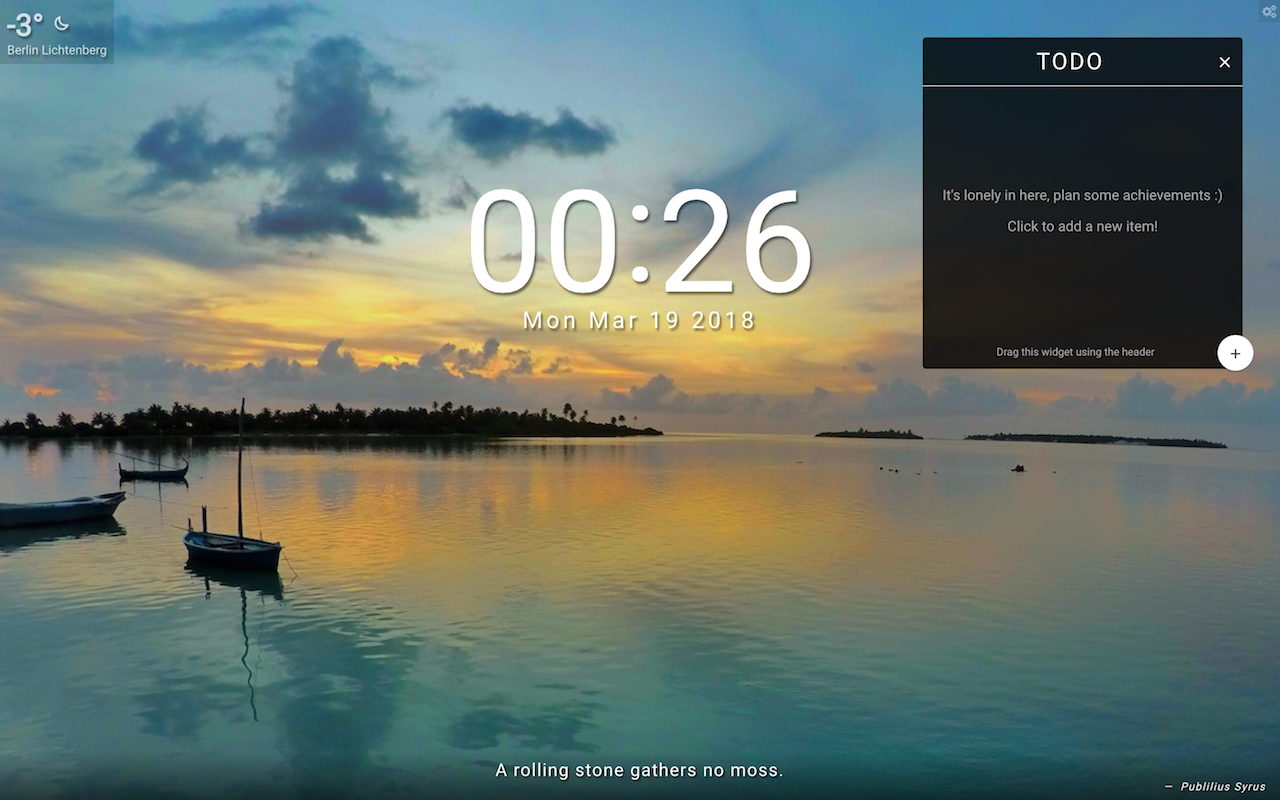 -3°
Berlin Lichtenberg
TODO
It's lonely in here, plan some achievements :)
Click to add a new item!
Drag this widget using the header
00:26
Mon Mar 19 2018
A rolling stone gathers no moss.
— Publilius Syrus